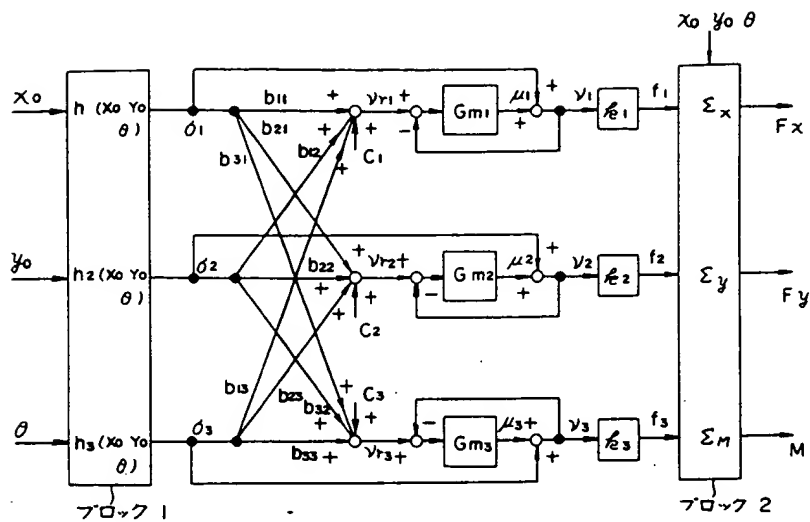 x₀ y₀ θ
x₀
h (x₀ Y₀
θ)
σ₁
b₁₁
b₂₁
b₃₁
b₁₂
+
+
+
+
C₁
νr₁
+
−
Gm₁
μ₁
+
+
ν₁
k₁
f₁
Σx
Fx
y₀
h₂(x₀ Y₀
θ)
σ₂
b₂₂
+
+
+
+
C₂
νr₂
+
−
Gm₂
μ₂
+
+
ν₂
k₂
f₂
Σy
Fy
b₁₃
b₂₃
b₃₂
θ
h₃(x₀ Y₀
θ)
σ₃
b₃₃
+
+
+
+
C₃
νr₃
+
−
Gm₃
μ₃
+
+
ν₃
k₃
f₃
ΣM
M
ブロック 1
ブロック 2